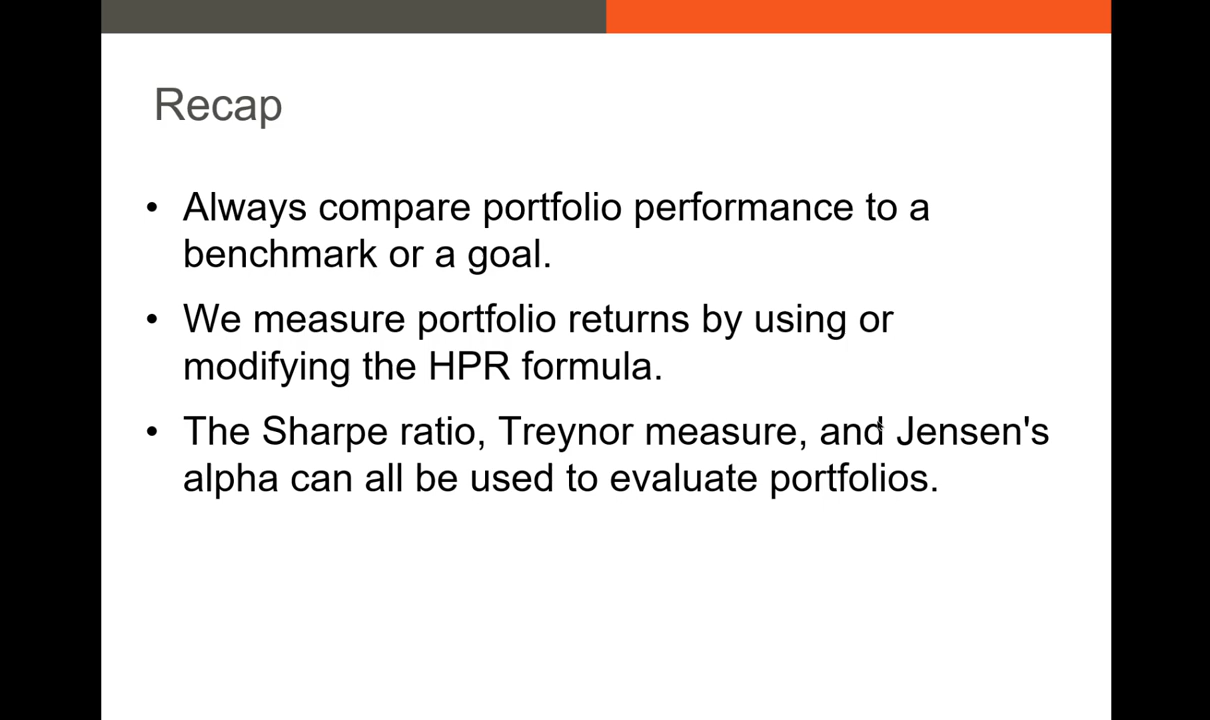 Recap
• Always compare portfolio performance to a
benchmark or a goal.
• We measure portfolio returns by using or
modifying the HPR formula.
• The Sharpe ratio, Treynor measure, and Jensen's
alpha can all be used to evaluate portfolios.